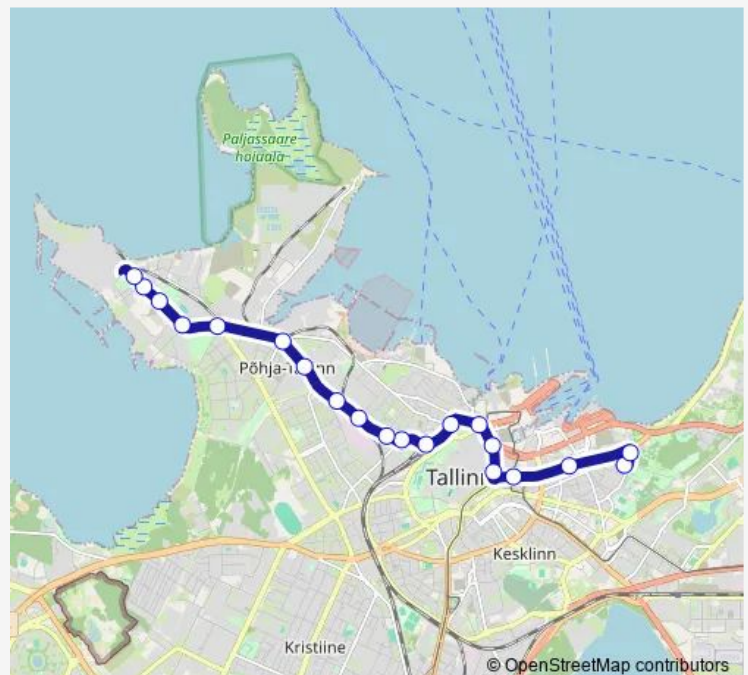 Paljassaare
hoiuala
Põhja-Tallinn
Tallinn
Kesklinn
Kristiine
© OpenStreetMap contributors